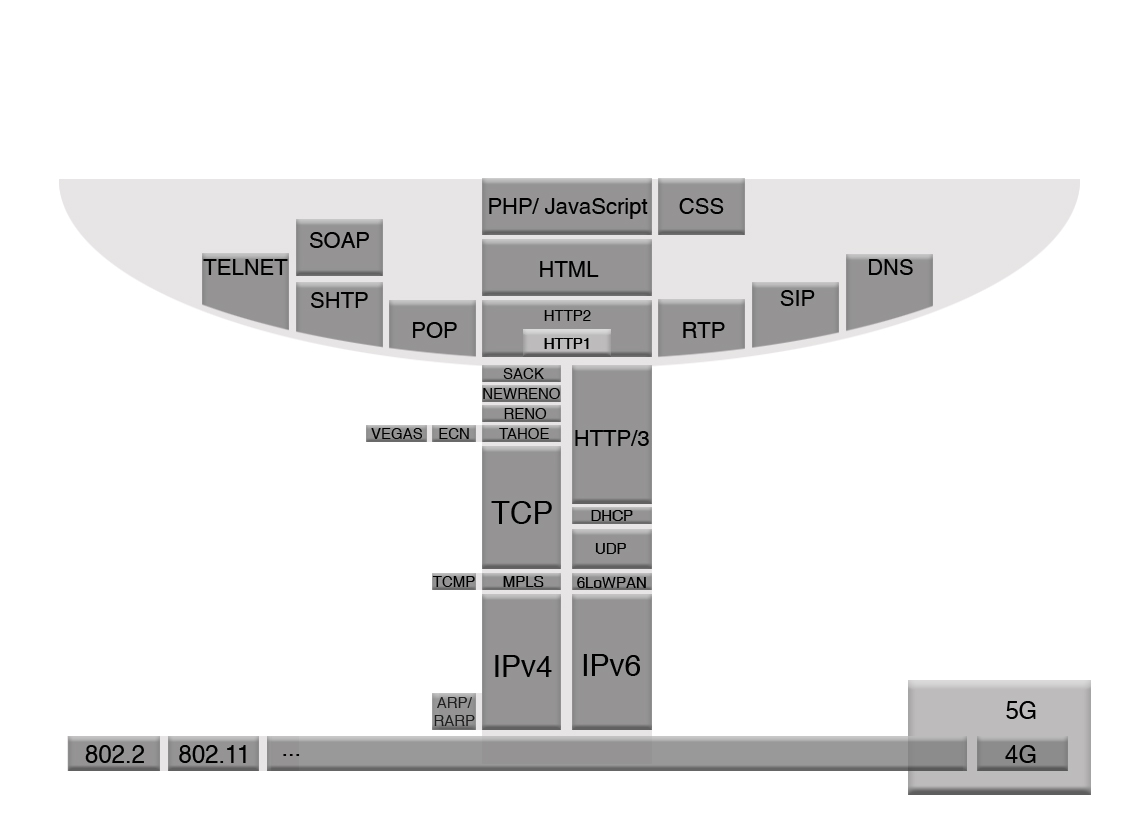 PHP/ JavaScript
CSS
SOAP
HTML
TELNET
DNS
SHTP
SIP
HTTP2
POP
RTP
HTTP1
SACK
NEWRENO
RENO
VEGAS
ECN
TAHOE
HTTP/3
TCP
DHCP
UDP
TCMP
MPLS
6LoWPAN
IPv4
IPv6
ARP/
RARP
5G
802.2
802.11
...
4G